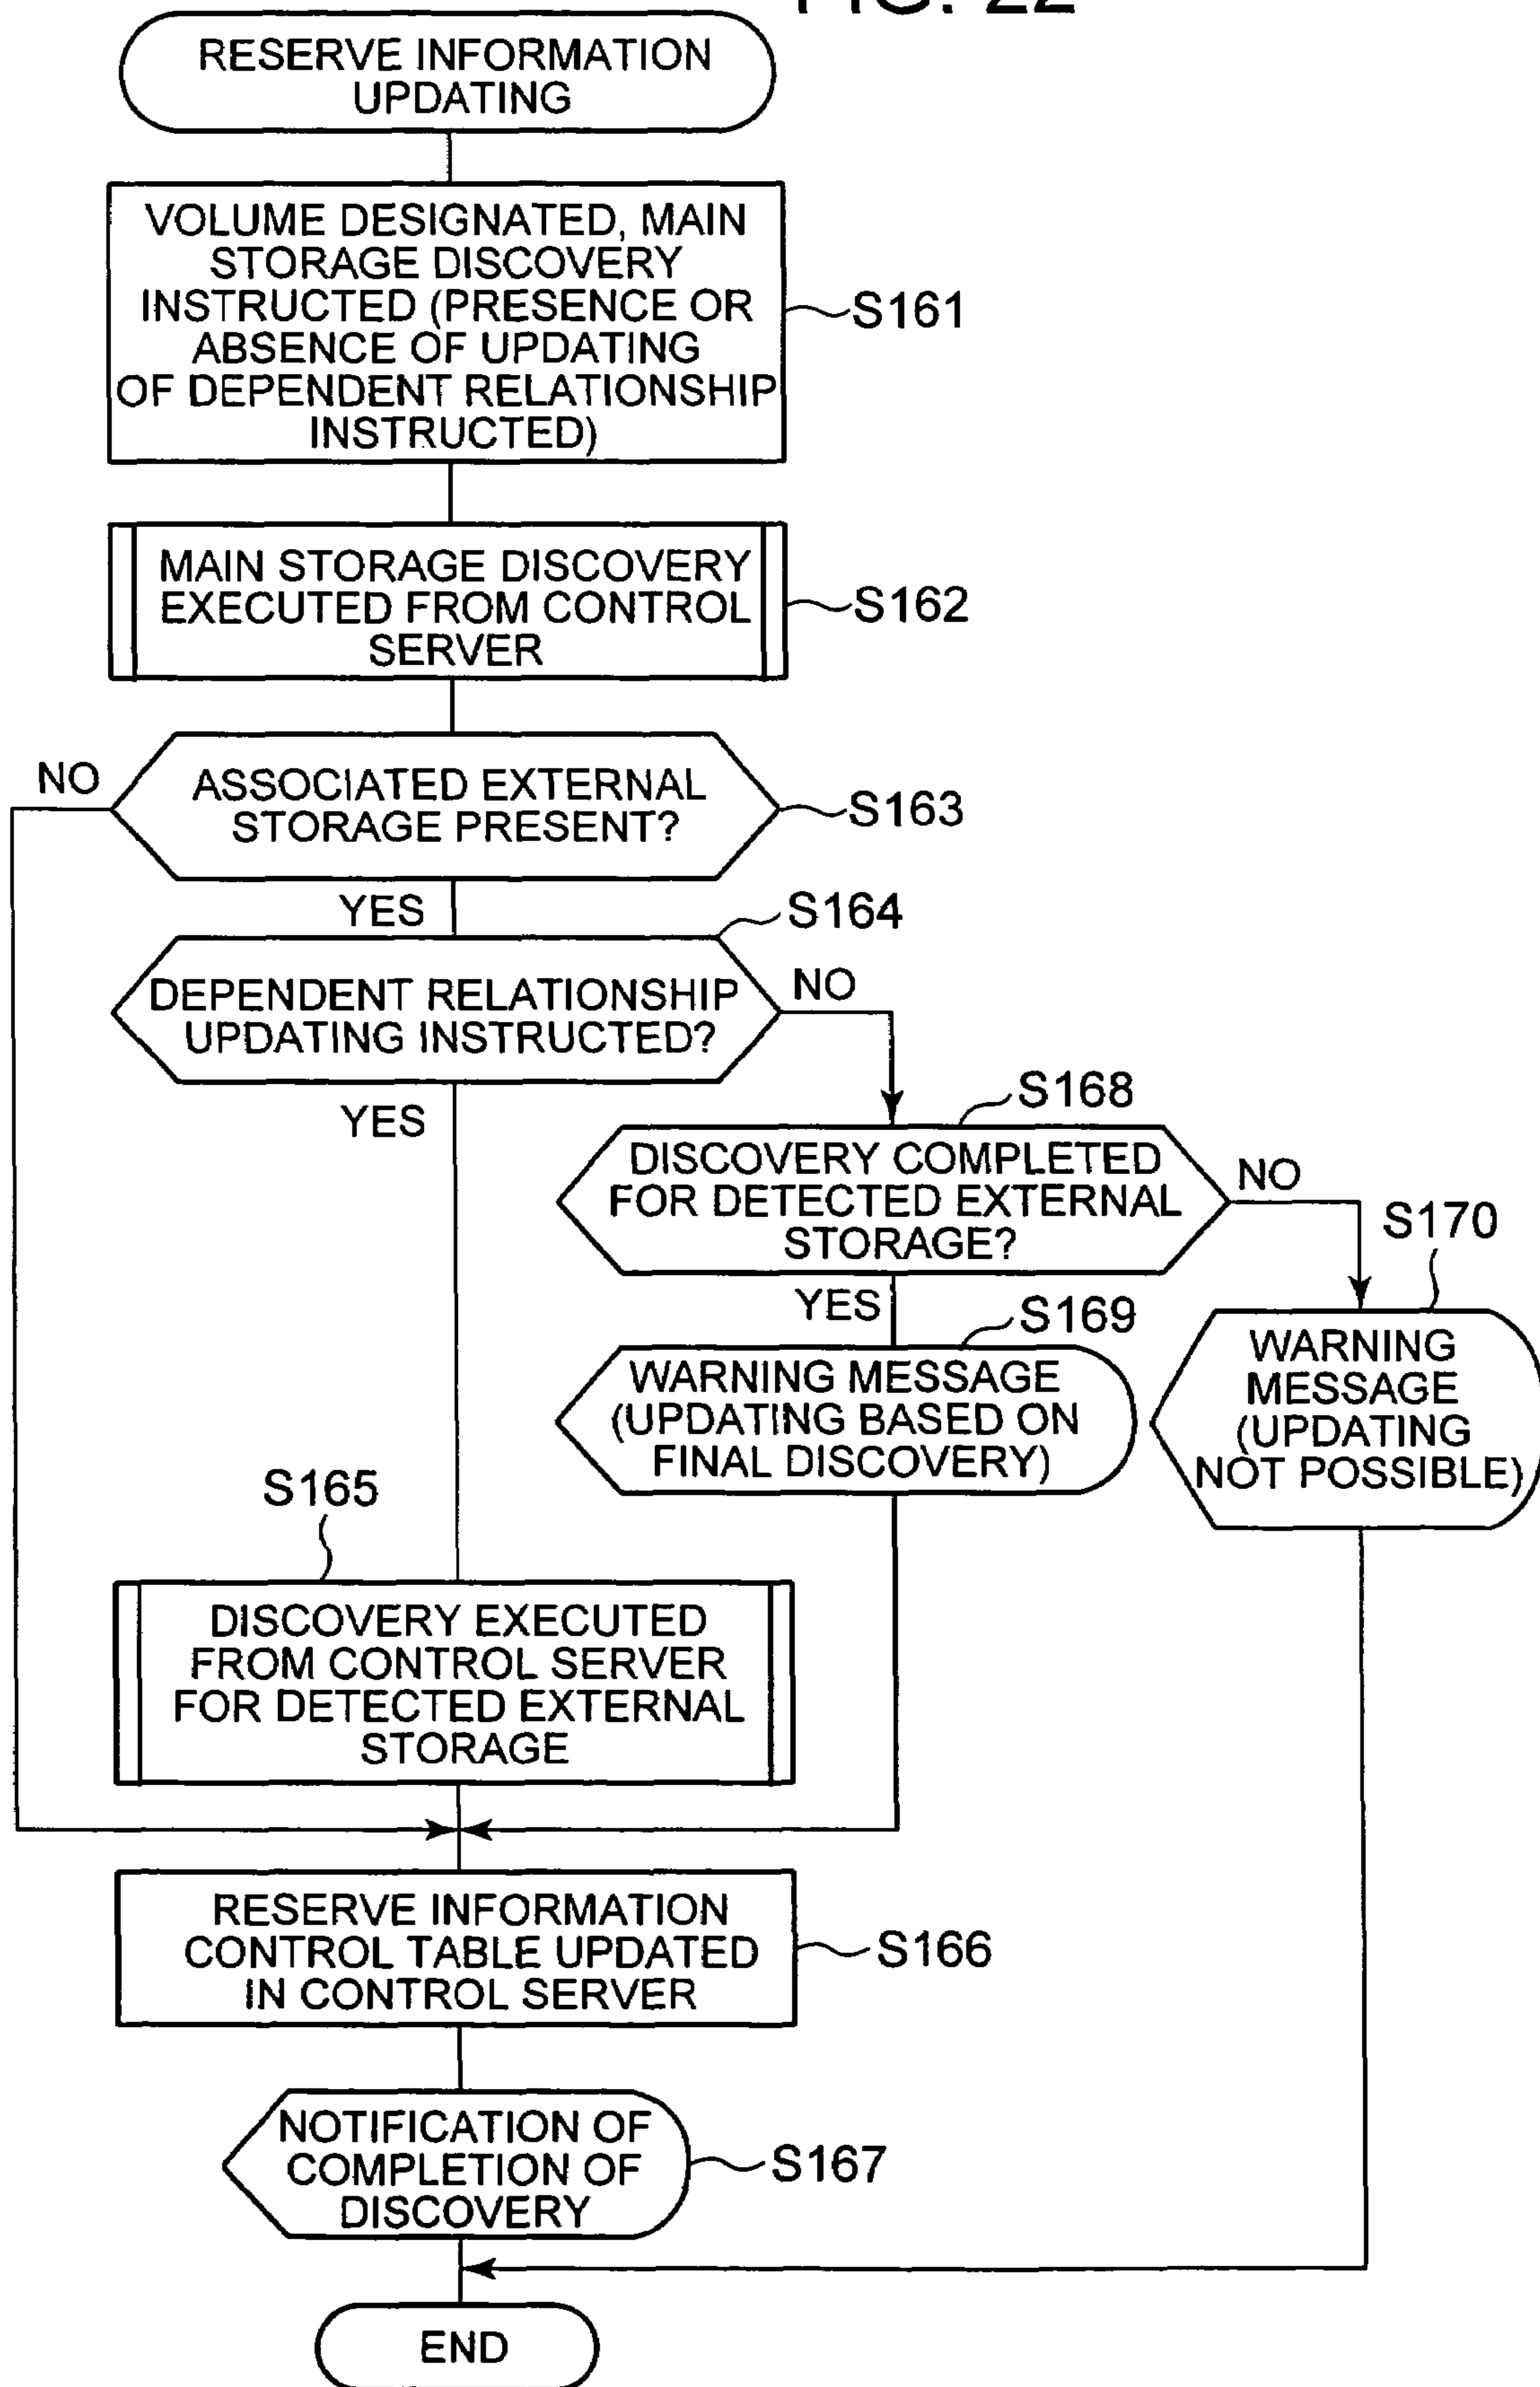 FIG. 22
RESERVE INFORMATION
UPDATING
VOLUME DESIGNATED, MAIN
STORAGE DISCOVERY
INSTRUCTED (PRESENCE OR
ABSENCE OF UPDATING
OF DEPENDENT RELATIONSHIP
INSTRUCTED)
S161
MAIN STORAGE DISCOVERY
EXECUTED FROM CONTROL
SERVER
S162
NO
ASSOCIATED EXTERNAL
STORAGE PRESENT?
S163
YES
S164
DEPENDENT RELATIONSHIP
UPDATING INSTRUCTED?
NO
YES
S168
DISCOVERY COMPLETED
FOR DETECTED EXTERNAL
STORAGE?
NO
S170
YES
S169
WARNING MESSAGE
(UPDATING BASED ON
FINAL DISCOVERY)
WARNING
MESSAGE
(UPDATING
NOT POSSIBLE)
S165
DISCOVERY EXECUTED
FROM CONTROL SERVER
FOR DETECTED EXTERNAL
STORAGE
RESERVE INFORMATION
CONTROL TABLE UPDATED
IN CONTROL SERVER
S166
NOTIFICATION OF
COMPLETION OF
DISCOVERY
S167
END